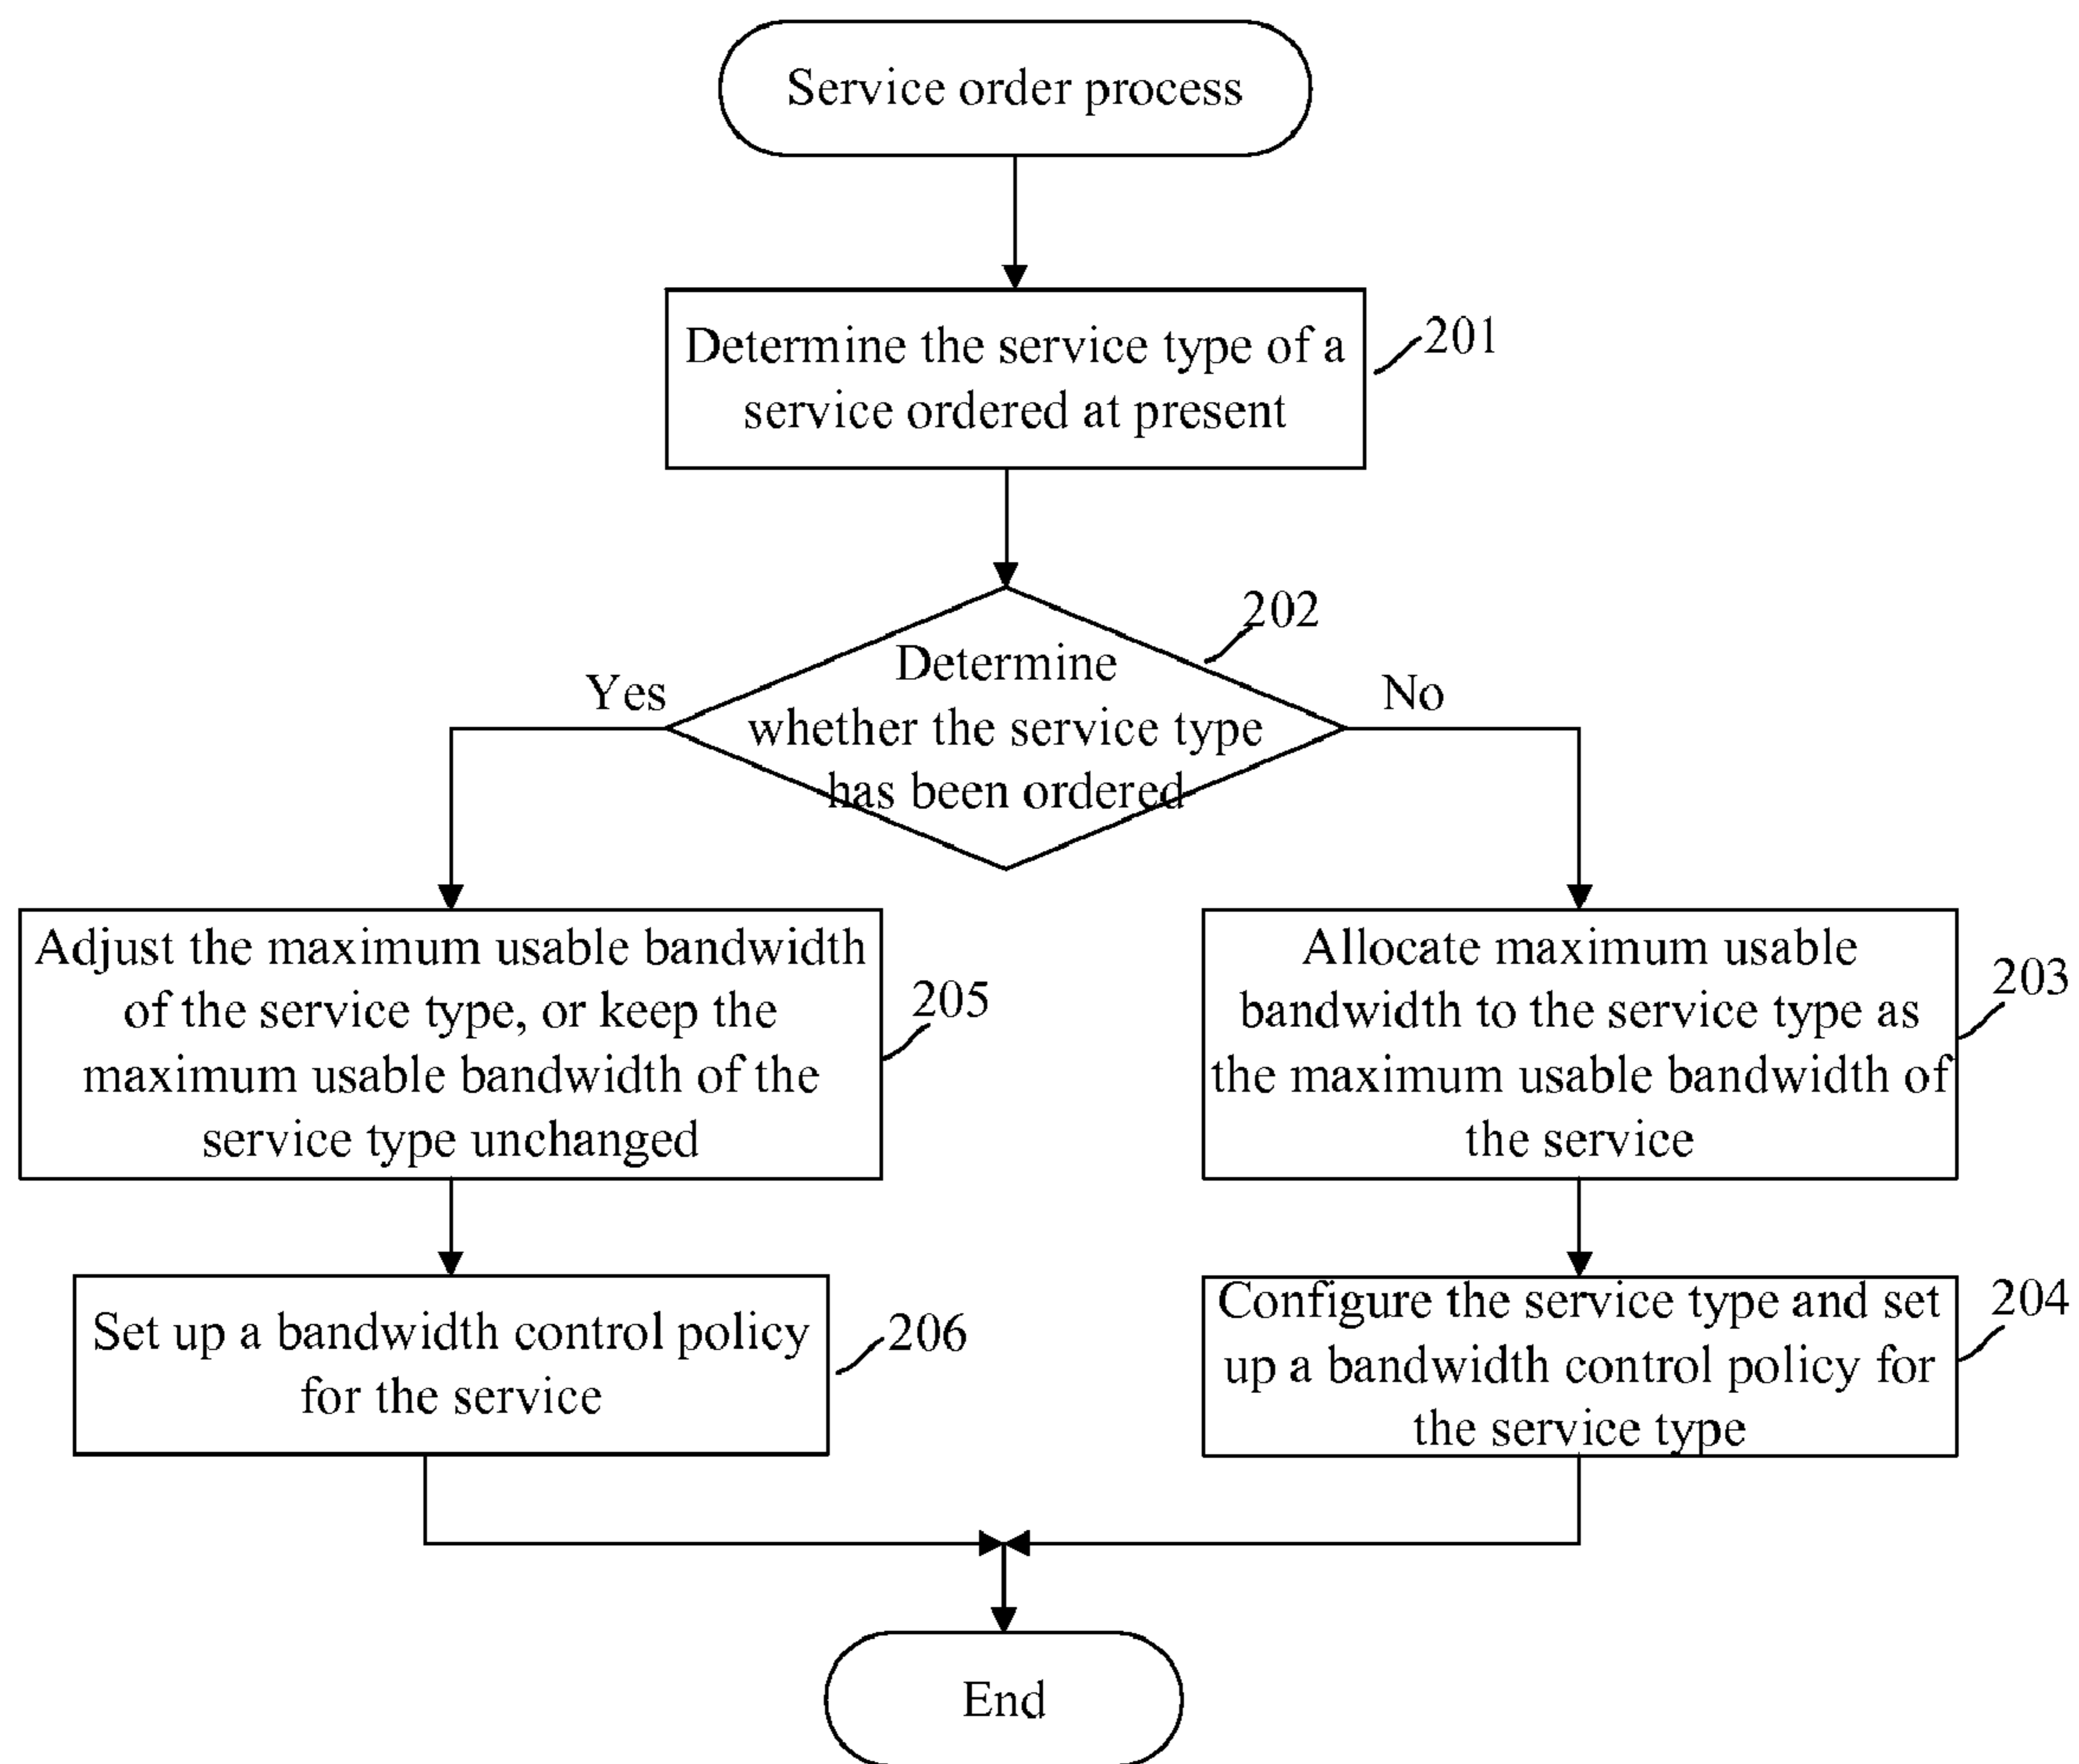 Service order process
Determine the service type of a
service ordered at present
201
202
Determine
whether the service type
has been ordered
Yes
No
Adjust the maximum usable bandwidth
of the service type, or keep the
maximum usable bandwidth of the
service type unchanged
205
Allocate maximum usable
bandwidth to the service type as
the maximum usable bandwidth of
the service
203
Set up a bandwidth control policy
for the service
206
Configure the service type and set
up a bandwidth control policy for
the service type
204
End